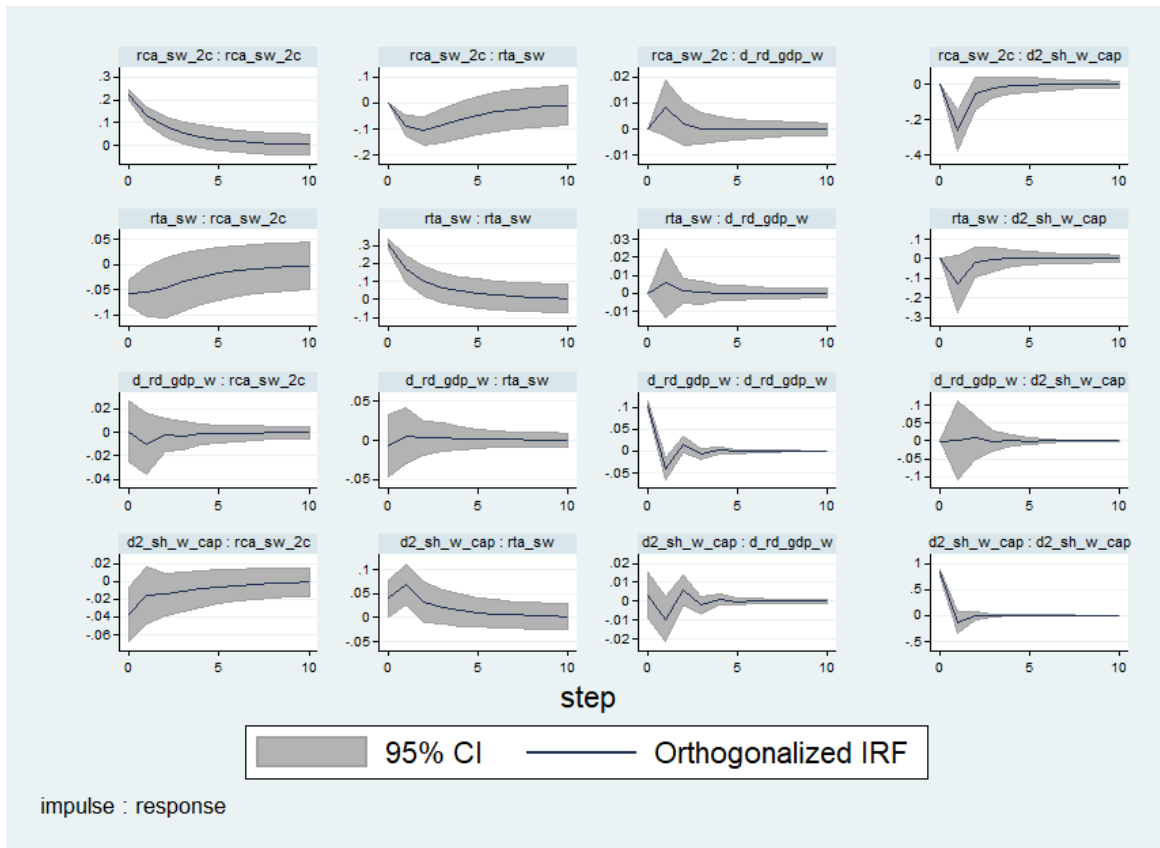 rca_sw_2c : rca_sw_2c
rca_sw_2c : rta_sw
rca_sw_2c : d_rd_gdp_w
rca_sw_2c : d2_sh_w_cap
.3
.2
.1
0
0 5 10
.1
0
-.1
-.2
0 5 10
.02
.01
0
-.01
0 5 10
0
-.2
-.4
0 5 10
rta_sw : rca_sw_2c
rta_sw : rta_sw
rta_sw : d_rd_gdp_w
rta_sw : d2_sh_w_cap
.05
0
-.05
-.1
0 5 10
.3
.2
.1
0
-.1
0 5 10
.03
.02
.01
0
-.01
0 5 10
.1
0
-.1
-.2
-.3
0 5 10
d_rd_gdp_w : rca_sw_2c
d_rd_gdp_w : rta_sw
d_rd_gdp_w : d_rd_gdp_w
d_rd_gdp_w : d2_sh_w_cap
.02
0
-.02
-.04
0 5 10
.05
0
-.05
0 5 10
.1
.05
0
-.05
0 5 10
.1
.05
0
-.05
-.1
0 5 10
d2_sh_w_cap : rca_sw_2c
d2_sh_w_cap : rta_sw
d2_sh_w_cap : d_rd_gdp_w
d2_sh_w_cap : d2_sh_w_cap
.02
0
-.02
-.04
-.06
0 5 10
.1
.05
0
-.05
0 5 10
.02
.01
0
-.01
-.02
0 5 10
1
.5
0
-.5
0 5 10
step
95% CI
Orthogonalized IRF
impulse : response